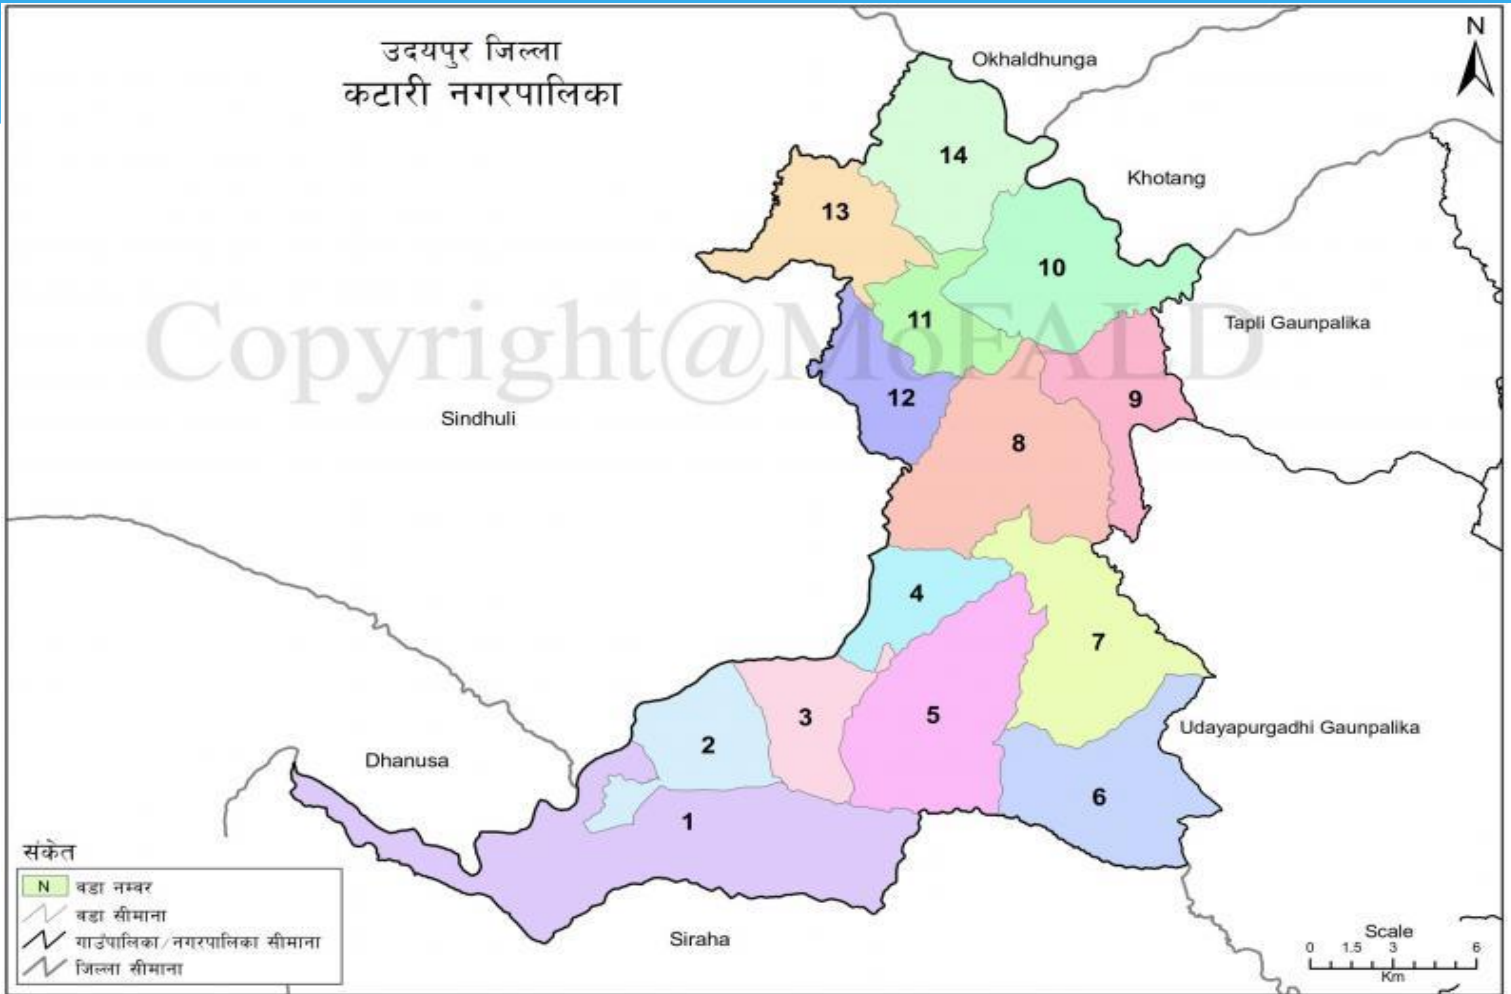 उदयपुर जिल्ला
कटारी नगरपालिका
N
Okhaldhunga
Khotang
14
13
10
11
Tapli Gaunpalika
Copyright@MoFALD
12
9
Sindhuli
8
4
7
5
3
2
Udayapurgadhi Gaunpalika
Dhanusa
6
1
Siraha
संकेत
N वडा नम्वर
वडा सीमाना
गाउँपालिका/नगरपालिका सीमाना
जिल्ला सीमाना
Scale
0 1.5 3 6
Km